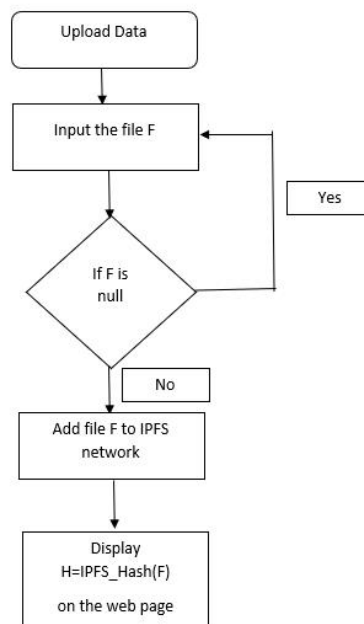 Upload Data
Input the file F
Yes
If F is
null
No
Add file F to IPFS
network
Display
H=IPFS_Hash(F)
on the web page